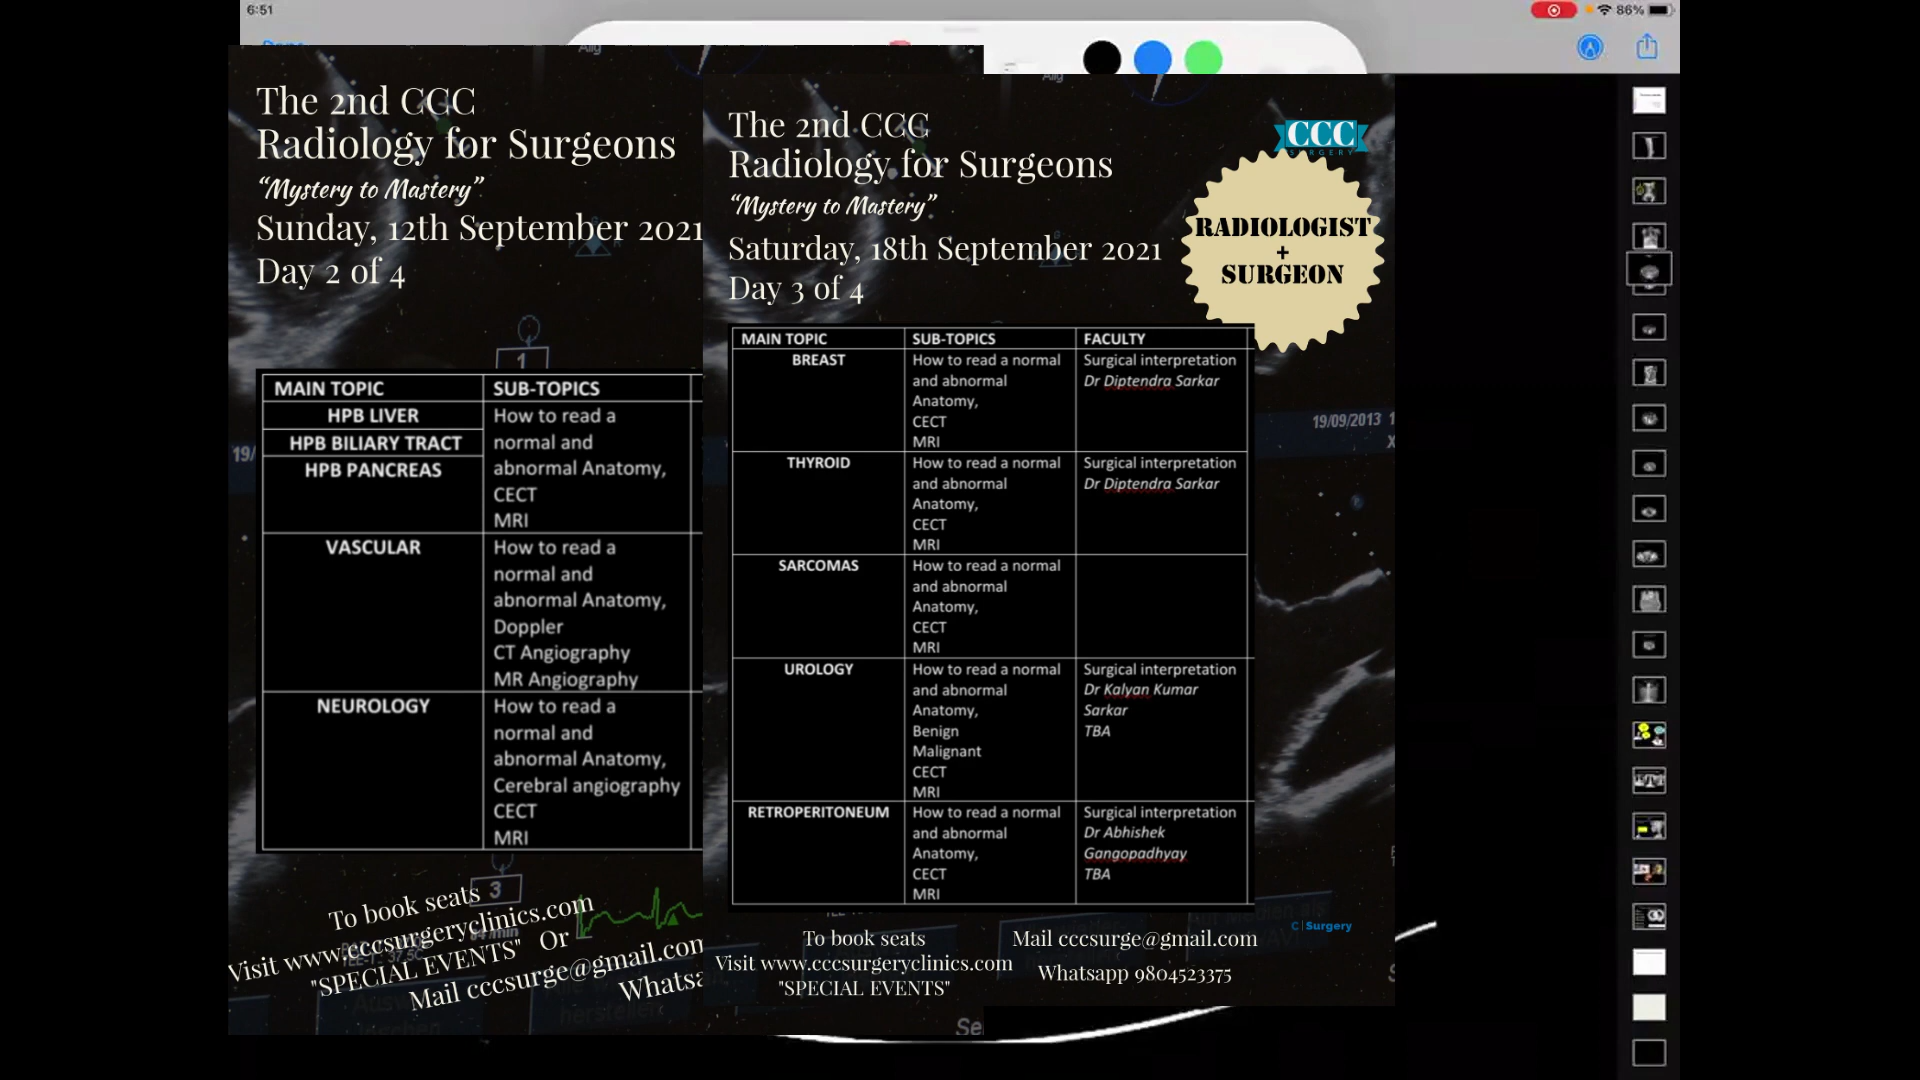 6:51
86%
Done
The 2nd CCC
Radiology for Surgeons
“Mystery to Mastery”
Sunday, 12th September 2021
Day 2 of 4
1
MAIN TOPIC SUB-TOPICS
HPB LIVER How to read a
HPB BILIARY TRACT normal and
HPB PANCREAS abnormal Anatomy,
CECT
MRI
VASCULAR How to read a
normal and
abnormal Anatomy,
Doppler
CT Angiography
MR Angiography
NEUROLOGY How to read a
normal and
abnormal Anatomy,
Cerebral angiography
CECT
MRI
3
To book seats
Visit www.cccsurgeryclinics.com
"SPECIAL EVENTS" Or
Mail cccsurge@gmail.com
Whatsa
The 2nd CCC
Radiology for Surgeons
“Mystery to Mastery”
Saturday, 18th September 2021
Day 3 of 4
CCC
SURGERY
RADIOLOGIST
+
SURGEON
MAIN TOPIC SUB-TOPICS FACULTY
BREAST How to read a normal Surgical interpretation
and abnormal Dr Diptendra Sarkar
Anatomy,
CECT
MRI
THYROID How to read a normal Surgical interpretation
and abnormal Dr Diptendra Sarkar
Anatomy,
CECT
MRI
SARCOMAS How to read a normal
and abnormal
Anatomy,
CECT
MRI
UROLOGY How to read a normal Surgical interpretation
and abnormal Dr Kalyan Kumar
Anatomy, Sarkar
Benign TBA
Malignant
CECT
MRI
RETROPERITONEUM How to read a normal Surgical interpretation
and abnormal Dr Abhishek
Anatomy, Gangopadhyay
CECT TBA
MRI
19/09/2013 1
C|Surgery
To book seats
Visit www.cccsurgeryclinics.com
"SPECIAL EVENTS"
Mail cccsurge@gmail.com
Whatsapp 9804523375
Se